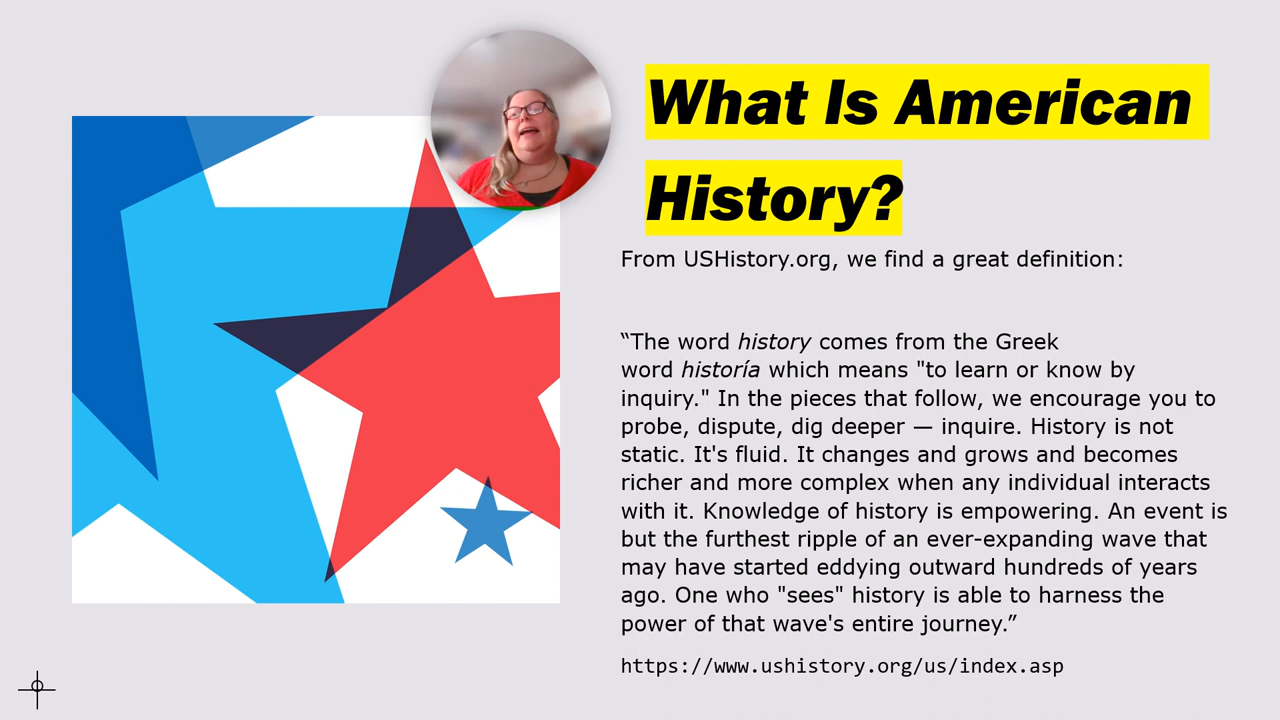 What Is American
History?
From USHistory.org, we find a great definition:
“The word history comes from the Greek
word historía which means "to learn or know by
inquiry." In the pieces that follow, we encourage you to
probe, dispute, dig deeper — inquire. History is not
static. It's fluid. It changes and grows and becomes
richer and more complex when any individual interacts
with it. Knowledge of history is empowering. An event is
but the furthest ripple of an ever-expanding wave that
may have started eddying outward hundreds of years
ago. One who "sees" history is able to harness the
power of that wave's entire journey.”
https://www.ushistory.org/us/index.asp